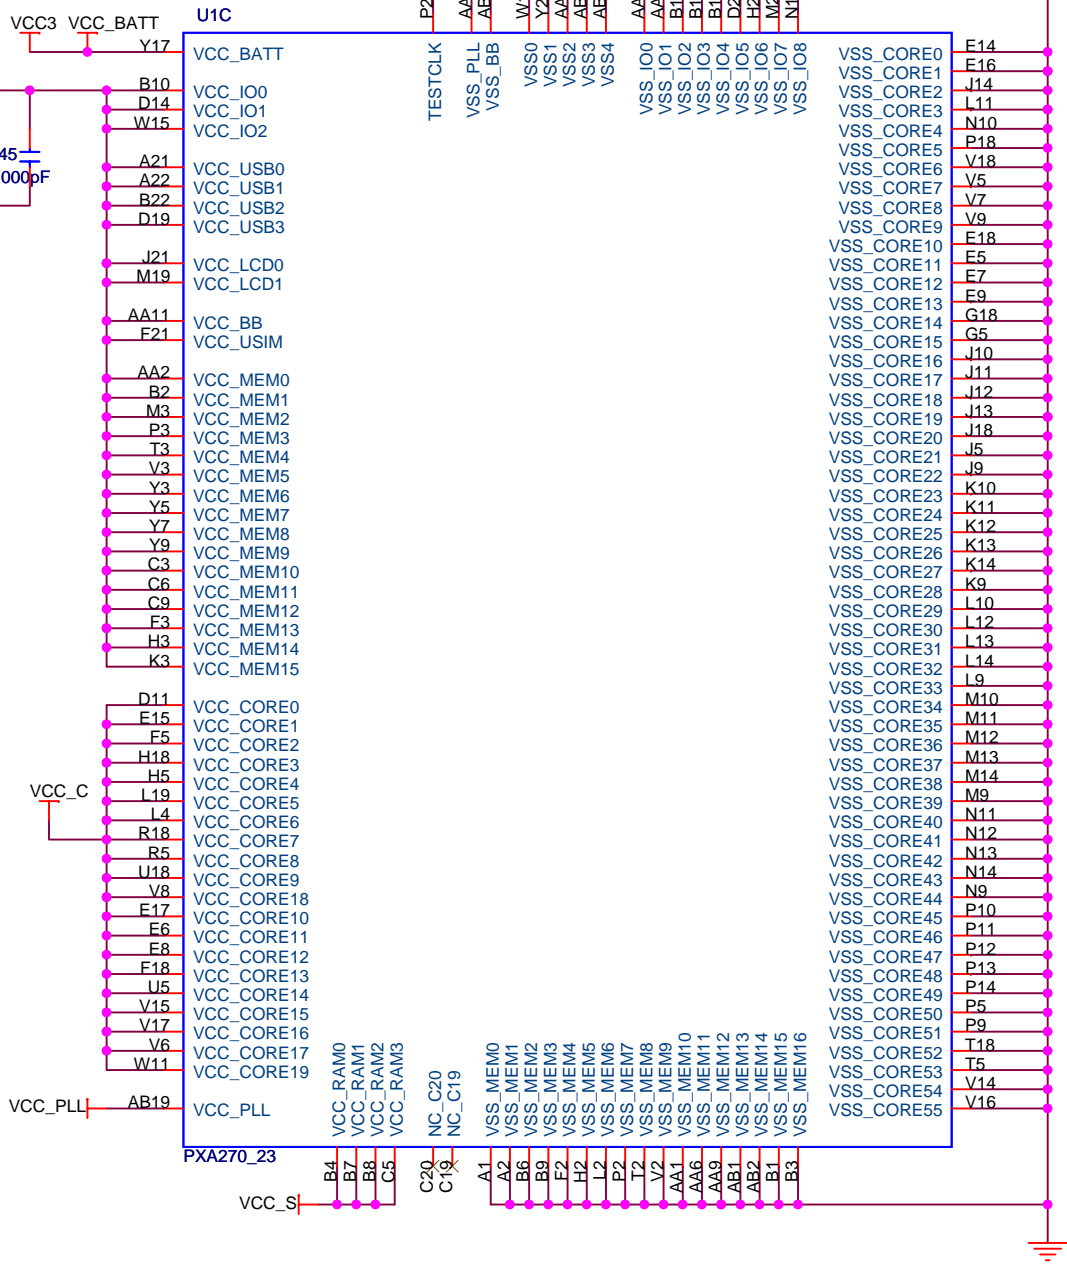 U1C
VCC3 VCC_BATT
Y17 VCC_BATT
B10 VCC_IO0
D14 VCC_IO1
W15 VCC_IO2
A21 VCC_USB0
A22 VCC_USB1
B22 VCC_USB2
D19 VCC_USB3
J21 VCC_LCD0
M19 VCC_LCD1
AA11 VCC_BB
F21 VCC_USIM
AA2 VCC_MEM0
B2 VCC_MEM1
M3 VCC_MEM2
P3 VCC_MEM3
T3 VCC_MEM4
V3 VCC_MEM5
Y3 VCC_MEM6
Y5 VCC_MEM7
Y7 VCC_MEM8
Y9 VCC_MEM9
C3 VCC_MEM10
C6 VCC_MEM11
C9 VCC_MEM12
F3 VCC_MEM13
H3 VCC_MEM14
K3 VCC_MEM15
D11 VCC_CORE0
E15 VCC_CORE1
F5 VCC_CORE2
H18 VCC_CORE3
H5 VCC_CORE4
L19 VCC_CORE5
L4 VCC_CORE6
R18 VCC_CORE7
R5 VCC_CORE8
U18 VCC_CORE9
V8 VCC_CORE18
E17 VCC_CORE10
E6 VCC_CORE11
E8 VCC_CORE12
F18 VCC_CORE13
U5 VCC_CORE14
V15 VCC_CORE15
V17 VCC_CORE16
V6 VCC_CORE17
W11 VCC_CORE19
AB19 VCC_PLL
45
000pF
VCC_C
VCC_PLL
TESTCLK
VSS_PLL
VSS_BB
VSS0
VSS1
VSS2
VSS3
VSS4
VSS_IO0
VSS_IO1
VSS_IO2
VSS_IO3
VSS_IO4
VSS_IO5
VSS_IO6
VSS_IO7
VSS_IO8
VSS_CORE0 E14
VSS_CORE1 E16
VSS_CORE2 J14
VSS_CORE3 L11
VSS_CORE4 N10
VSS_CORE5 P18
VSS_CORE6 V18
VSS_CORE7 V5
VSS_CORE8 V7
VSS_CORE9 V9
VSS_CORE10 E18
VSS_CORE11 E5
VSS_CORE12 E7
VSS_CORE13 E9
VSS_CORE14 G18
VSS_CORE15 G5
VSS_CORE16 J10
VSS_CORE17 J11
VSS_CORE18 J12
VSS_CORE19 J13
VSS_CORE20 J18
VSS_CORE21 J5
VSS_CORE22 J9
VSS_CORE23 K10
VSS_CORE24 K11
VSS_CORE25 K12
VSS_CORE26 K13
VSS_CORE27 K14
VSS_CORE28 K9
VSS_CORE29 L10
VSS_CORE30 L12
VSS_CORE31 L13
VSS_CORE32 L14
VSS_CORE33 L9
VSS_CORE34 M10
VSS_CORE35 M11
VSS_CORE36 M12
VSS_CORE37 M13
VSS_CORE38 M14
VSS_CORE39 M9
VSS_CORE40 N11
VSS_CORE41 N12
VSS_CORE42 N13
VSS_CORE43 N14
VSS_CORE44 N9
VSS_CORE45 P10
VSS_CORE46 P11
VSS_CORE47 P12
VSS_CORE48 P13
VSS_CORE49 P14
VSS_CORE50 P5
VSS_CORE51 P9
VSS_CORE52 T18
VSS_CORE53 T5
VSS_CORE54 V14
VSS_CORE55 V16
VCC_RAM0 B4
VCC_RAM1 B7
VCC_RAM2 B8
VCC_RAM3 C5
NC_C20 C20
NC_C19 C19
VSS_MEM0 A1
VSS_MEM1 A2
VSS_MEM2 B6
VSS_MEM3 B9
VSS_MEM4 F2
VSS_MEM5 H2
VSS_MEM6 L2
VSS_MEM7 P2
VSS_MEM8 T2
VSS_MEM9 V2
VSS_MEM10 AA1
VSS_MEM11 AA6
VSS_MEM12 AA9
VSS_MEM13 AB1
VSS_MEM14 AB2
VSS_MEM15 B1
VSS_MEM16 B3
PXA270_23
VCC_S